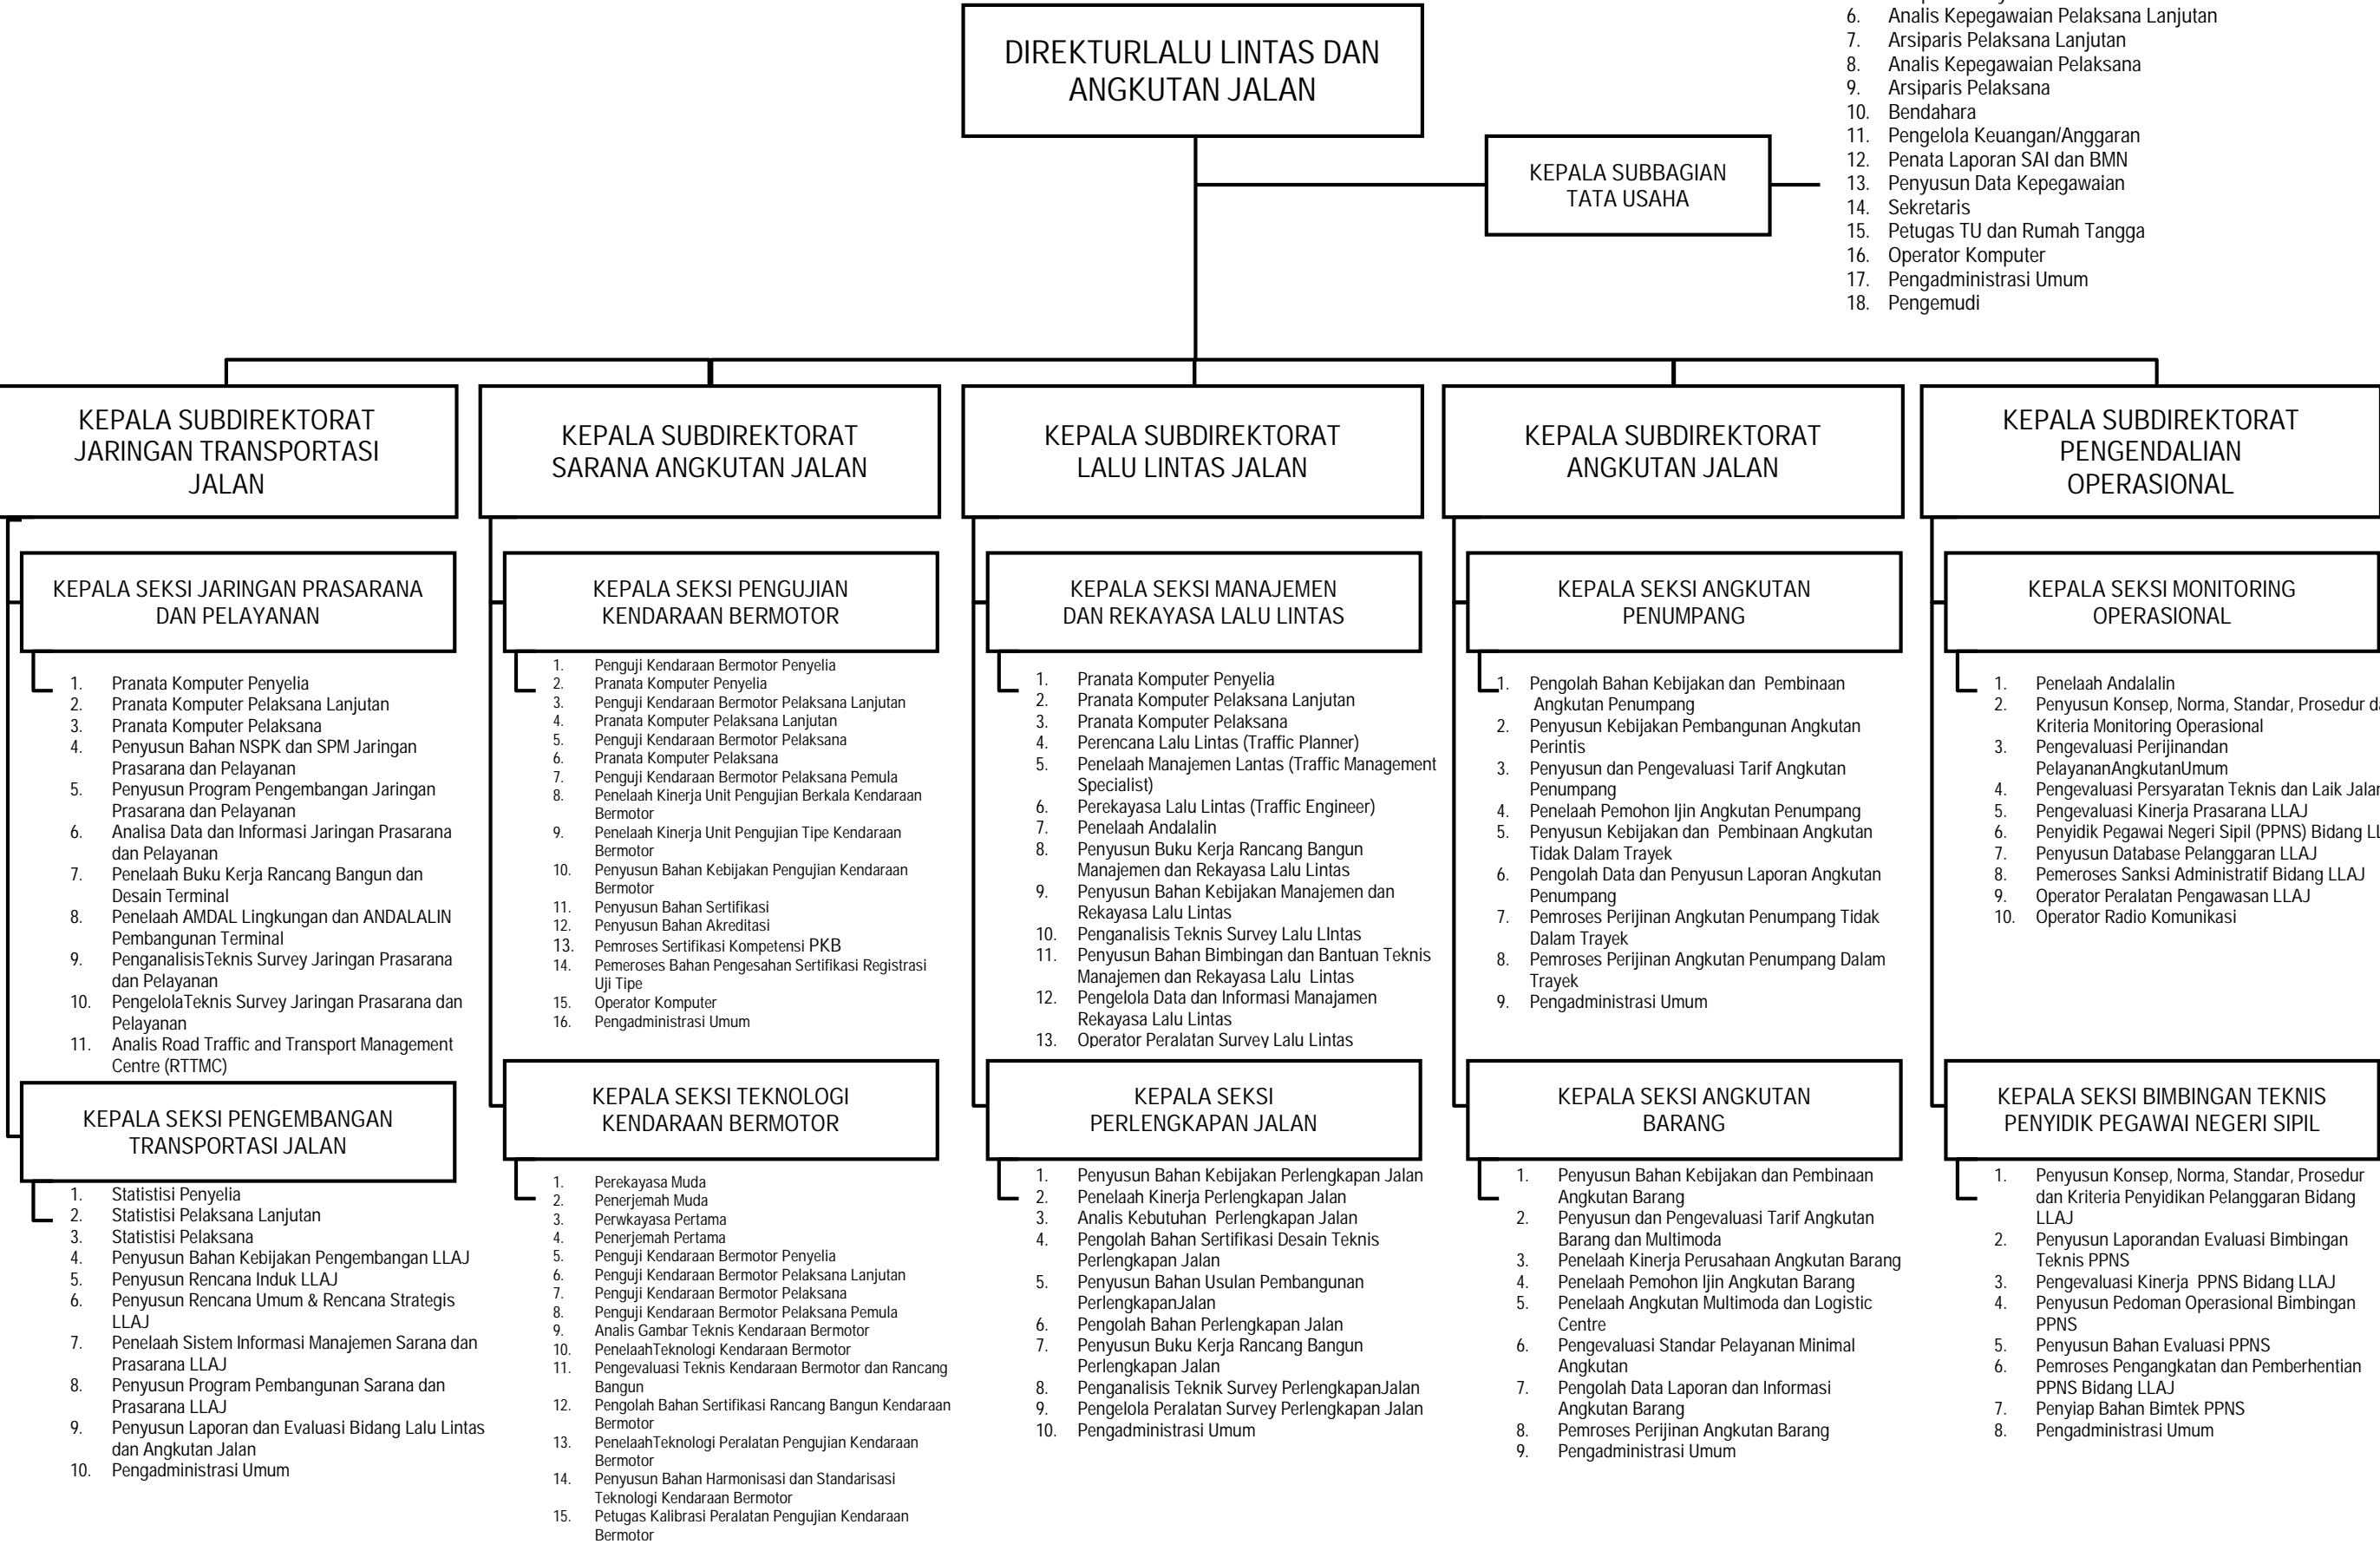 DIREKTURLALU LINTAS DAN
ANGKUTAN JALAN
6. Analis Kepegawaian Pelaksana Lanjutan
7. Arsiparis Pelaksana Lanjutan
8. Analis Kepegawaian Pelaksana
9. Arsiparis Pelaksana
10. Bendahara
11. Pengelola Keuangan/Anggaran
12. Penata Laporan SAI dan BMN
13. Penyusun Data Kepegawaian
14. Sekretaris
15. Petugas TU dan Rumah Tangga
16. Operator Komputer
17. Pengadministrasi Umum
18. Pengemudi
KEPALA SUBBAGIAN
TATA USAHA
KEPALA SUBDIREKTORAT
JARINGAN TRANSPORTASI
JALAN
KEPALA SEKSI JARINGAN PRASARANA
DAN PELAYANAN
1. Pranata Komputer Penyelia
2. Pranata Komputer Pelaksana Lanjutan
3. Pranata Komputer Pelaksana
4. Penyusun Bahan NSPK dan SPM Jaringan
Prasarana dan Pelayanan
5. Penyusun Program Pengembangan Jaringan
Prasarana dan Pelayanan
6. Analisa Data dan Informasi Jaringan Prasarana
dan Pelayanan
7. Penelaah Buku Kerja Rancang Bangun dan
Desain Terminal
8. Penelaah AMDAL Lingkungan dan ANDALALIN
Pembangunan Terminal
9. PenganalisisTeknis Survey Jaringan Prasarana
dan Pelayanan
10. PengelolaTeknis Survey Jaringan Prasarana dan
Pelayanan
11. Analis Road Traffic and Transport Management
Centre (RTTMC)
KEPALA SEKSI PENGEMBANGAN
TRANSPORTASI JALAN
1. Statistisi Penyelia
2. Statistisi Pelaksana Lanjutan
3. Statistisi Pelaksana
4. Penyusun Bahan Kebijakan Pengembangan LLAJ
5. Penyusun Rencana Induk LLAJ
6. Penyusun Rencana Umum & Rencana Strategis
LLAJ
7. Penelaah Sistem Informasi Manajemen Sarana dan
Prasarana LLAJ
8. Penyusun Program Pembangunan Sarana dan
Prasarana LLAJ
9. Penyusun Laporan dan Evaluasi Bidang Lalu Lintas
dan Angkutan Jalan
10. Pengadministrasi Umum
KEPALA SUBDIREKTORAT
SARANA ANGKUTAN JALAN
KEPALA SEKSI PENGUJIAN
KENDARAAN BERMOTOR
1. Penguji Kendaraan Bermotor Penyelia
2. Pranata Komputer Penyelia
3. Penguji Kendaraan Bermotor Pelaksana Lanjutan
4. Pranata Komputer Pelaksana Lanjutan
5. Penguji Kendaraan Bermotor Pelaksana
6. Pranata Komputer Pelaksana
7. Penguji Kendaraan Bermotor Pelaksana Pemula
8. Penelaah Kinerja Unit Pengujian Berkala Kendaraan
Bermotor
9. Penelaah Kinerja Unit Pengujian Tipe Kendaraan
Bermotor
10. Penyusun Bahan Kebijakan Pengujian Kendaraan
Bermotor
11. Penyusun Bahan Sertifikasi
12. Penyusun Bahan Akreditasi
13. Pemroses Sertifikasi Kompetensi PKB
14. Pemeroses Bahan Pengesahan Sertifikasi Registrasi
Uji Tipe
15. Operator Komputer
16. Pengadministrasi Umum
KEPALA SEKSI TEKNOLOGI
KENDARAAN BERMOTOR
1. Perekayasa Muda
2. Penerjemah Muda
3. Perwkayasa Pertama
4. Penerjemah Pertama
5. Penguji Kendaraan Bermotor Penyelia
6. Penguji Kendaraan Bermotor Pelaksana Lanjutan
7. Penguji Kendaraan Bermotor Pelaksana
8. Penguji Kendaraan Bermotor Pelaksana Pemula
9. Analis Gambar Teknis Kendaraan Bermotor
10. PenelaahTeknologi Kendaraan Bermotor
11. Pengevaluasi Teknis Kendaraan Bermotor dan Rancang
Bangun
12. Pengolah Bahan Sertifikasi Rancang Bangun Kendaraan
Bermotor
13. PenelaahTeknologi Peralatan Pengujian Kendaraan
Bermotor
14. Penyusun Bahan Harmonisasi dan Standarisasi
Teknologi Kendaraan Bermotor
15. Petugas Kalibrasi Peralatan Pengujian Kendaraan
Bermotor
KEPALA SUBDIREKTORAT
LALU LINTAS JALAN
KEPALA SEKSI MANAJEMEN
DAN REKAYASA LALU LINTAS
1. Pranata Komputer Penyelia
2. Pranata Komputer Pelaksana Lanjutan
3. Pranata Komputer Pelaksana
4. Perencana Lalu Lintas (Traffic Planner)
5. Penelaah Manajemen Lantas (Traffic Management
Specialist)
6. Perekayasa Lalu Lintas (Traffic Engineer)
7. Penelaah Andalalin
8. Penyusun Buku Kerja Rancang Bangun
Manajemen dan Rekayasa Lalu Lintas
9. Penyusun Bahan Kebijakan Manajemen dan
Rekayasa Lalu Lintas
10. Penganalisis Teknis Survey Lalu LIntas
11. Penyusun Bahan Bimbingan dan Bantuan Teknis
Manajemen dan Rekayasa Lalu Lintas
12. Pengelola Data dan Informasi Manajamen
Rekayasa Lalu Lintas
13. Operator Peralatan Survey Lalu Lintas
KEPALA SEKSI
PERLENGKAPAN JALAN
1. Penyusun Bahan Kebijakan Perlengkapan Jalan
2. Penelaah Kinerja Perlengkapan Jalan
3. Analis Kebutuhan Perlengkapan Jalan
4. Pengolah Bahan Sertifikasi Desain Teknis
Perlengkapan Jalan
5. Penyusun Bahan Usulan Pembangunan
PerlengkapanJalan
6. Pengolah Bahan Perlengkapan Jalan
7. Penyusun Buku Kerja Rancang Bangun
Perlengkapan Jalan
8. Penganalisis Teknik Survey PerlengkapanJalan
9. Pengelola Peralatan Survey Perlengkapan Jalan
10. Pengadministrasi Umum
KEPALA SUBDIREKTORAT
ANGKUTAN JALAN
KEPALA SEKSI ANGKUTAN
PENUMPANG
1. Pengolah Bahan Kebijakan dan Pembinaan
Angkutan Penumpang
2. Penyusun Kebijakan Pembangunan Angkutan
Perintis
3. Penyusun dan Pengevaluasi Tarif Angkutan
Penumpang
4. Penelaah Pemohon Ijin Angkutan Penumpang
5. Penyusun Kebijakan dan Pembinaan Angkutan
Tidak Dalam Trayek
6. Pengolah Data dan Penyusun Laporan Angkutan
Penumpang
7. Pemroses Perijinan Angkutan Penumpang Tidak
Dalam Trayek
8. Pemroses Perijinan Angkutan Penumpang Dalam
Trayek
9. Pengadministrasi Umum
KEPALA SEKSI ANGKUTAN
BARANG
1. Penyusun Bahan Kebijakan dan Pembinaan
Angkutan Barang
2. Penyusun dan Pengevaluasi Tarif Angkutan
Barang dan Multimoda
3. Penelaah Kinerja Perusahaan Angkutan Barang
4. Penelaah Pemohon Ijin Angkutan Barang
5. Penelaah Angkutan Multimoda dan Logistic
Centre
6. Pengevaluasi Standar Pelayanan Minimal
Angkutan
7. Pengolah Data Laporan dan Informasi
Angkutan Barang
8. Pemroses Perijinan Angkutan Barang
9. Pengadministrasi Umum
KEPALA SUBDIREKTORAT
PENGENDALIAN
OPERASIONAL
KEPALA SEKSI MONITORING
OPERASIONAL
1. Penelaah Andalalin
2. Penyusun Konsep, Norma, Standar, Prosedur
Kriteria Monitoring Operasional
3. Pengevaluasi Perijinandan
PelayananAngkutanUmum
4. Pengevaluasi Persyaratan Teknis dan Laik Jalan
5. Pengevaluasi Kinerja Prasarana LLAJ
6. Penyidik Pegawai Negeri Sipil (PPNS) Bidang
7. Penyusun Database Pelanggaran LLAJ
8. Pemeroses Sanksi Administratif Bidang LLAJ
9. Operator Peralatan Pengawasan LLAJ
10. Operator Radio Komunikasi
KEPALA SEKSI BIMBINGAN TEKNIS
PENYIDIK PEGAWAI NEGERI SIPIL
1. Penyusun Konsep, Norma, Standar, Prosedur
dan Kriteria Penyidikan Pelanggaran Bidang
LLAJ
2. Penyusun Laporandan Evaluasi Bimbingan
Teknis PPNS
3. Pengevaluasi Kinerja PPNS Bidang LLAJ
4. Penyusun Pedoman Operasional Bimbingan
PPNS
5. Penyusun Bahan Evaluasi PPNS
6. Pemroses Pengangkatan dan Pemberhentian
PPNS Bidang LLAJ
7. Penyiap Bahan Bimtek PPNS
8. Pengadministrasi Umum